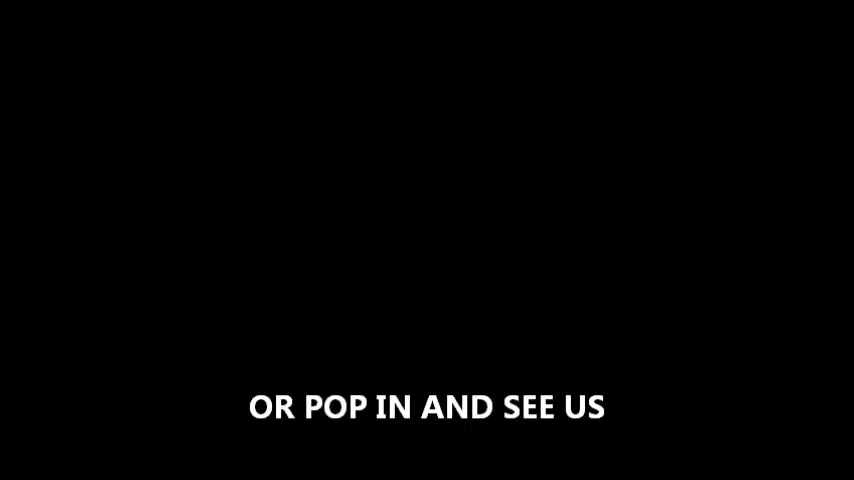 OR POP IN AND SEE US